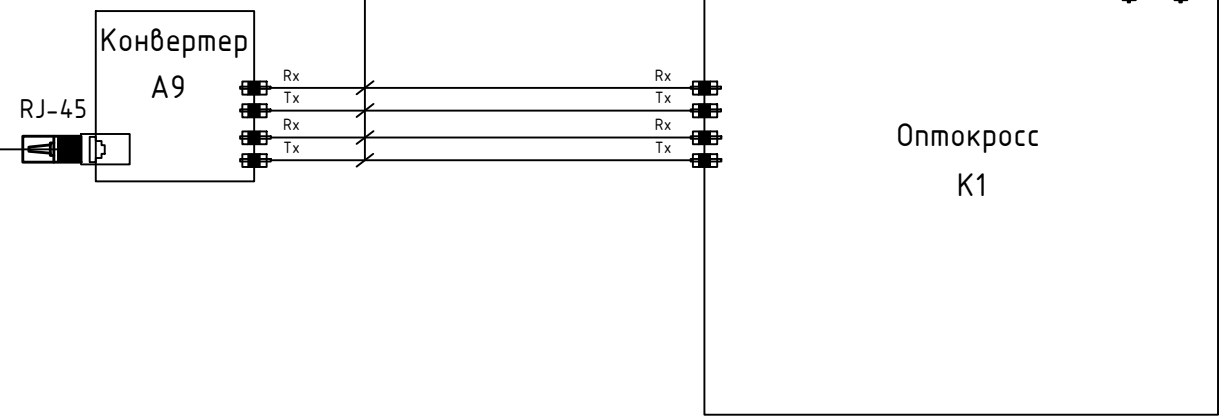 Конвертер
A9
RJ-45
Rx
Rx
Tx
Tx
Rx
Rx
Tx
Tx
Оптокросс
K1